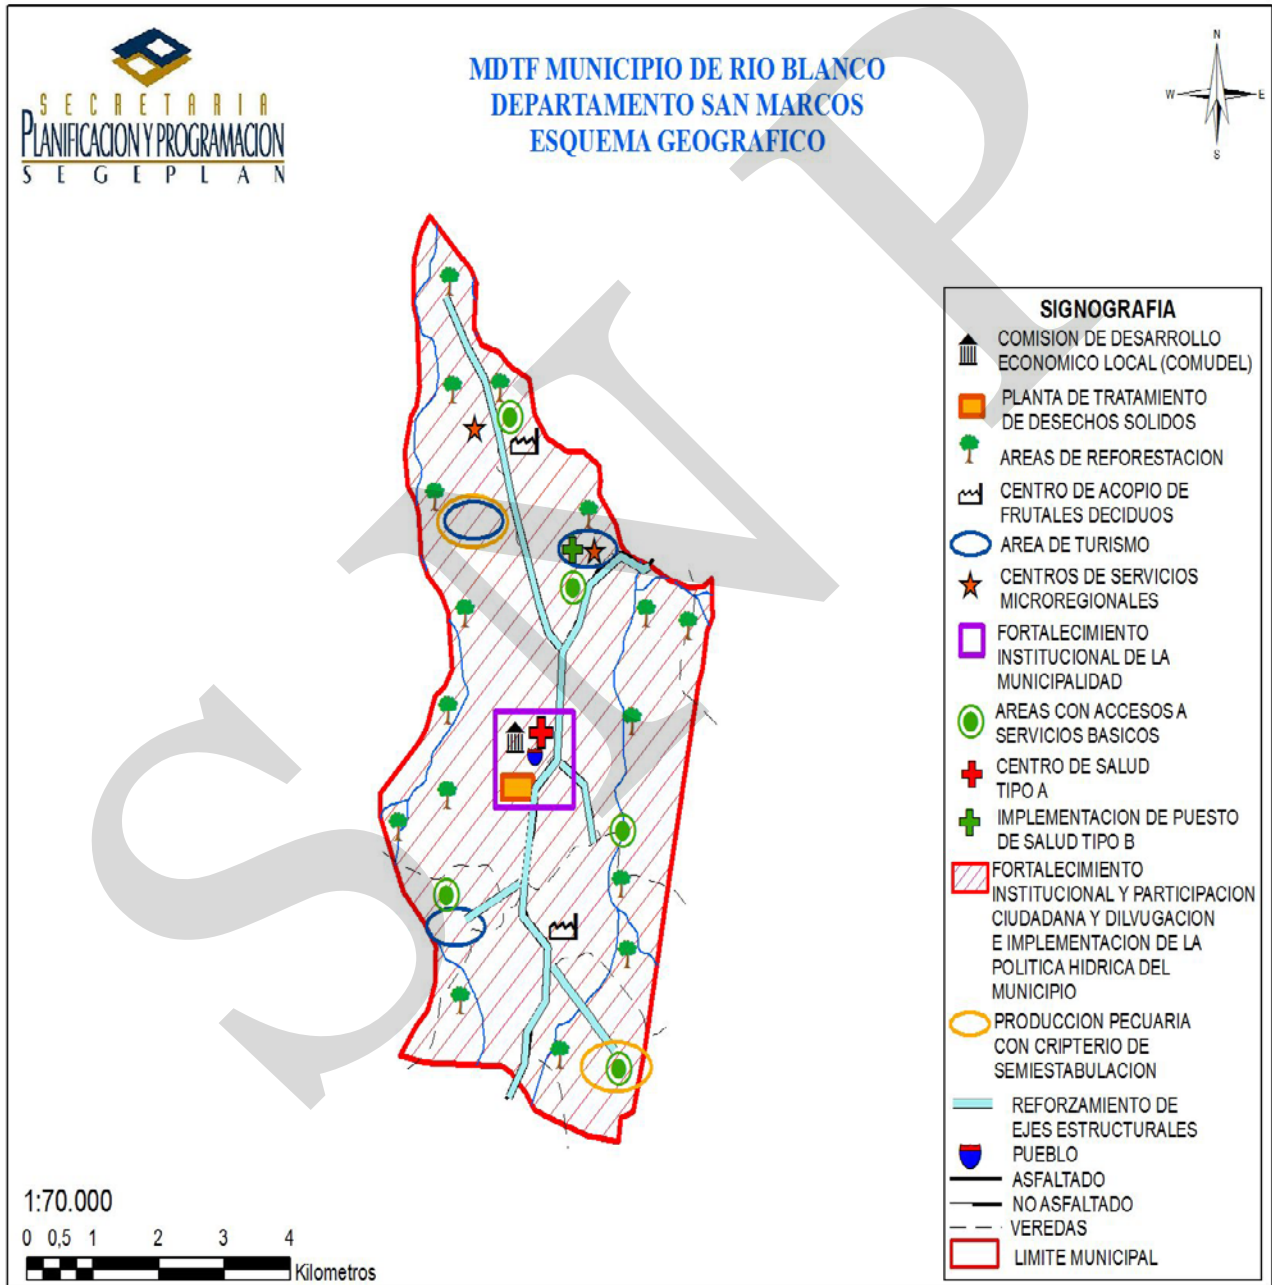 SECRETARIA
PLANIFICACION Y PROGRAMACION
SEGEPLAN
MDTF MUNICIPIO DE RIO BLANCO
DEPARTAMENTO SAN MARCOS
ESQUEMA GEOGRAFICO
N
W E
S
SNP
SIGNOGRAFIA
COMISION DE DESARROLLO
ECONOMICO LOCAL (COMUDEL)
PLANTA DE TRATAMIENTO
DE DESECHOS SOLIDOS
AREAS DE REFORESTACION
CENTRO DE ACOPIO DE
FRUTALES DECIDUOS
AREA DE TURISMO
CENTROS DE SERVICIOS
MICROREGIONALES
FORTALECIMIENTO
INSTITUCIONAL DE LA
MUNICIPALIDAD
AREAS CON ACCESOS A
SERVICIOS BASICOS
CENTRO DE SALUD
TIPO A
IMPLEMENTACION DE PUESTO
DE SALUD TIPO B
FORTALECIMIENTO
INSTITUCIONAL Y PARTICIPACION
CIUDADANA Y DILVUGACION
E IMPLEMENTACION DE LA
POLITICA HIDRICA DEL
MUNICIPIO
PRODUCCION PECUARIA
CON CRIPTERIO DE
SEMIESTABULACION
REFORZAMIENTO DE
EJES ESTRUCTURALES
PUEBLO
ASFALTADO
NO ASFALTADO
VEREDAS
LIMITE MUNICIPAL
1:70.000
0 0,5 1 2 3 4
Kilometros